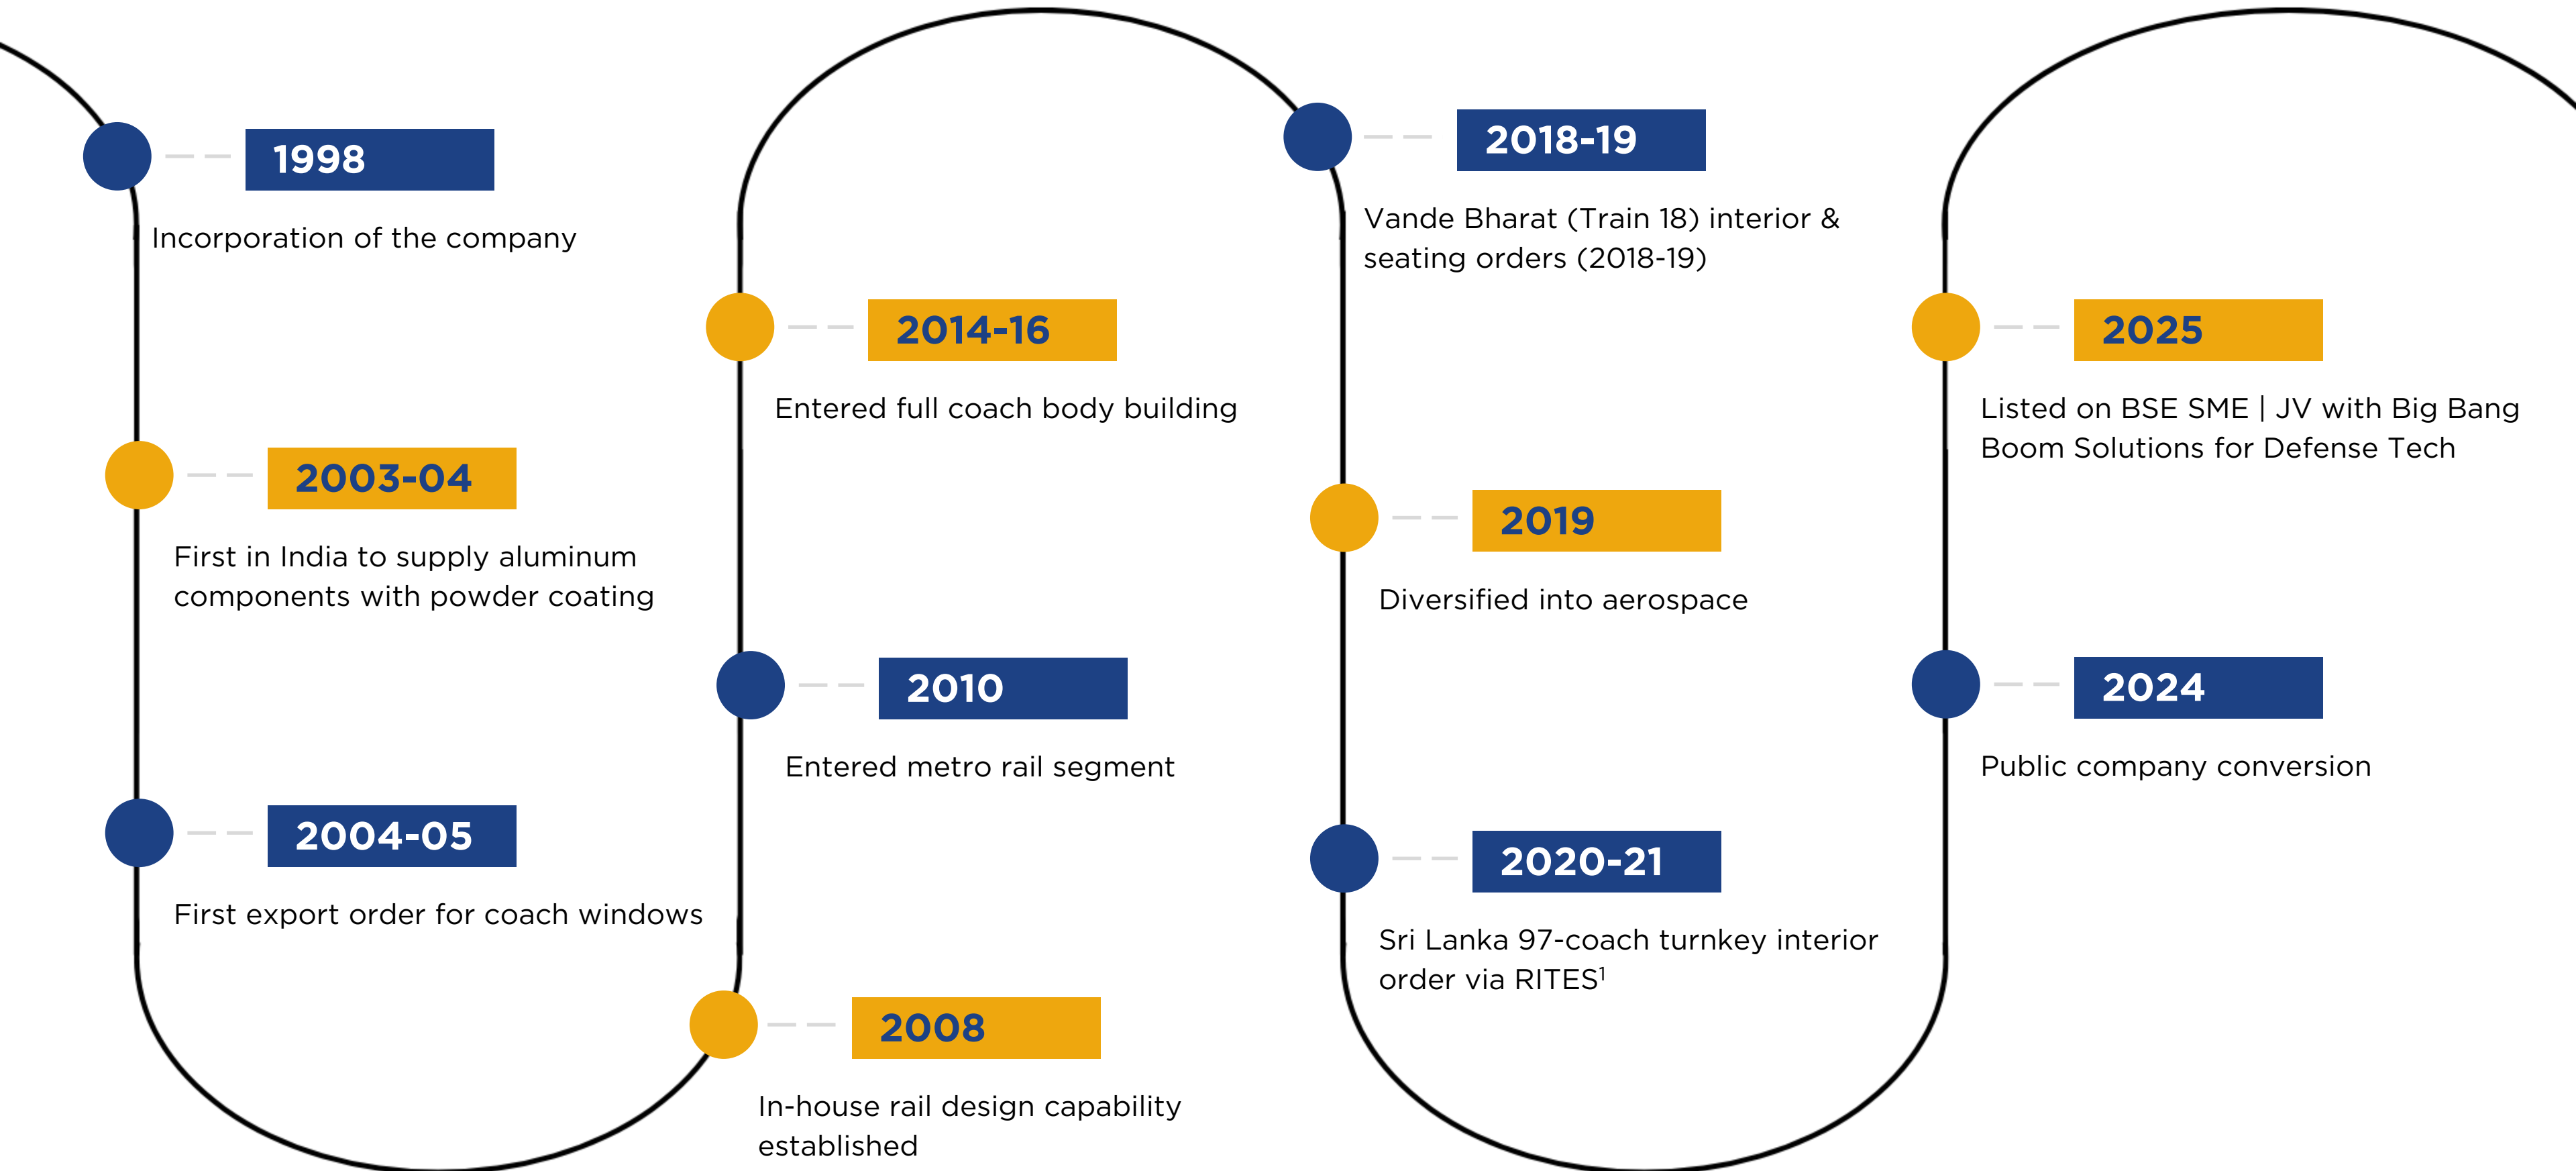 1998
Incorporation of the company
2003-04
First in India to supply aluminum
components with powder coating
2004-05
First export order for coach windows
2008
In-house rail design capability
established
2010
Entered metro rail segment
2014-16
Entered full coach body building
2018-19
Vande Bharat (Train 18) interior &
seating orders (2018-19)
2019
Diversified into aerospace
2020-21
Sri Lanka 97-coach turnkey interior
order via RITES¹
2024
Public company conversion
2025
Listed on BSE SME | JV with Big Bang
Boom Solutions for Defense Tech